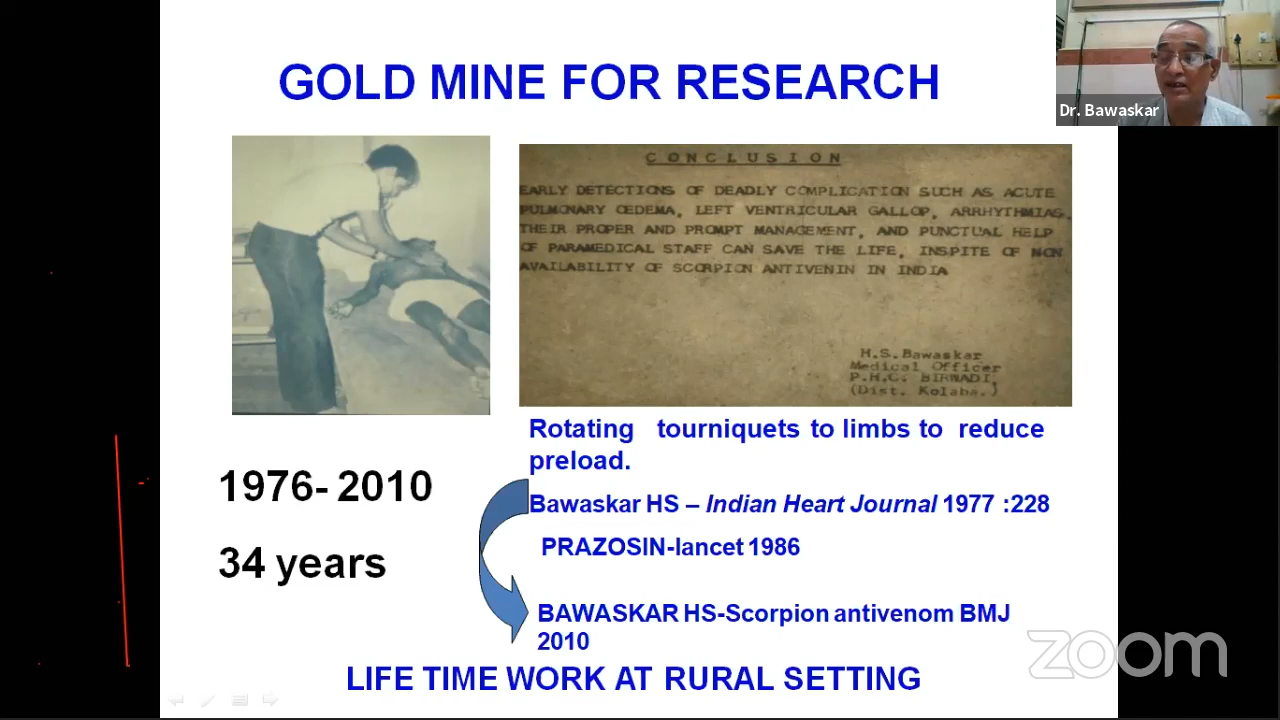 GOLD MINE FOR RESEARCH
Dr. Bawaskar
CONCLUSION
EARLY DETECTIONS OF DEADLY COMPLICATION SUCH AS ACUTE
PULMONARY OEDEMA, LEFT VENTRICULAR GALLOP, ARRHYTHMIAS,
THEIR PROPER AND PROMPT MANAGEMENT, AND PUNCTUAL HELP
OF PARAMEDICAL STAFF CAN SAVE THE LIFE, INSPITE OF NON
AVAILABILITY OF SCORPION ANTIVENIN IN INDIA
H.S.Bawaskar
Medical Officer
P.H.C. BIRWADI,
(Dist. Kolaba.)
Rotating tourniquets to limbs to reduce
preload.
1976- 2010
34 years
Bawaskar HS – Indian Heart Journal 1977 :228
PRAZOSIN-lancet 1986
BAWASKAR HS-Scorpion antivenom BMJ
2010
LIFE TIME WORK AT RURAL SETTING
zoom